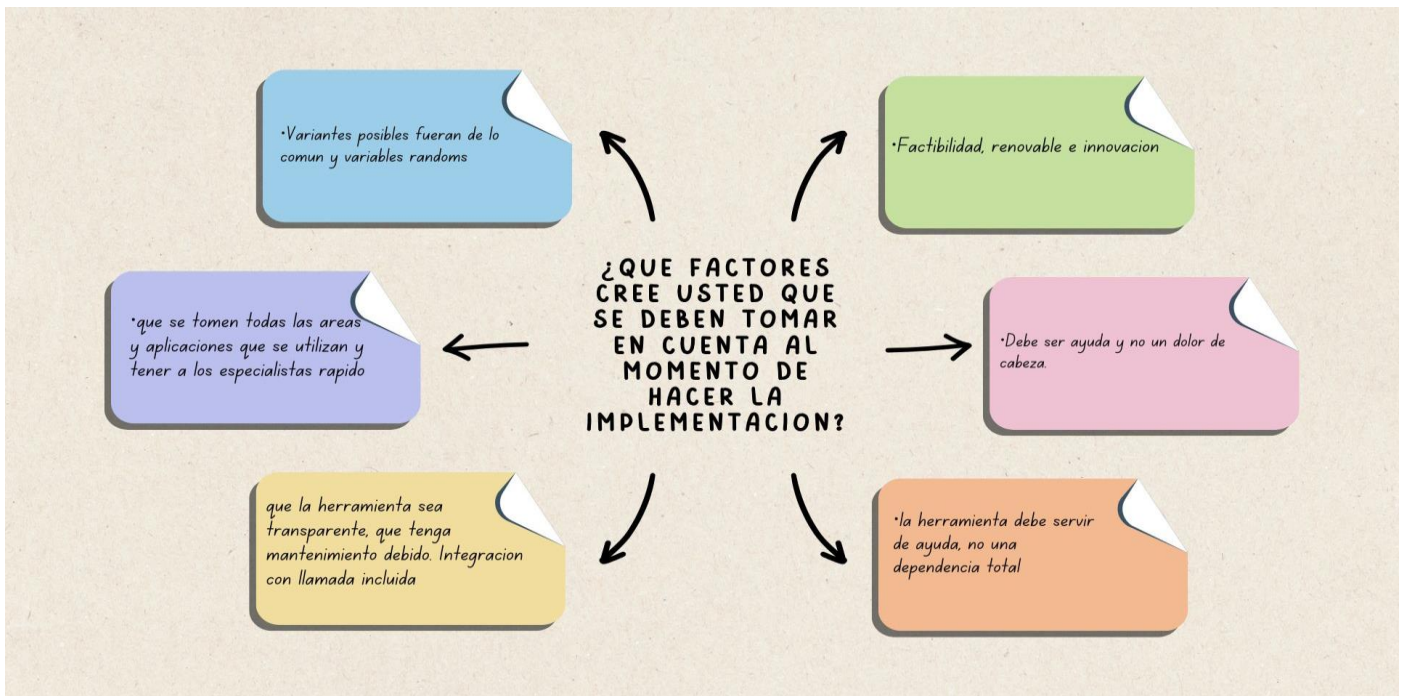 •Variantes posibles fueran de lo
comun y variables randoms
•Factibilidad, renovable e innovacion
¿QUE FACTORES
CREE USTED QUE
SE DEBEN TOMAR
EN CUENTA AL
MOMENTO DE
HACER LA
IMPLEMENTACION?
•que se tomen todas las areas
y aplicaciones que se utilizan y
tener a los especialistas rapido
•Debe ser ayuda y no un dolor de
cabeza.
que la herramienta sea
transparente, que tenga
mantenimiento debido. Integracion
con llamada incluida
•la herramienta debe servir
de ayuda, no una
dependencia total